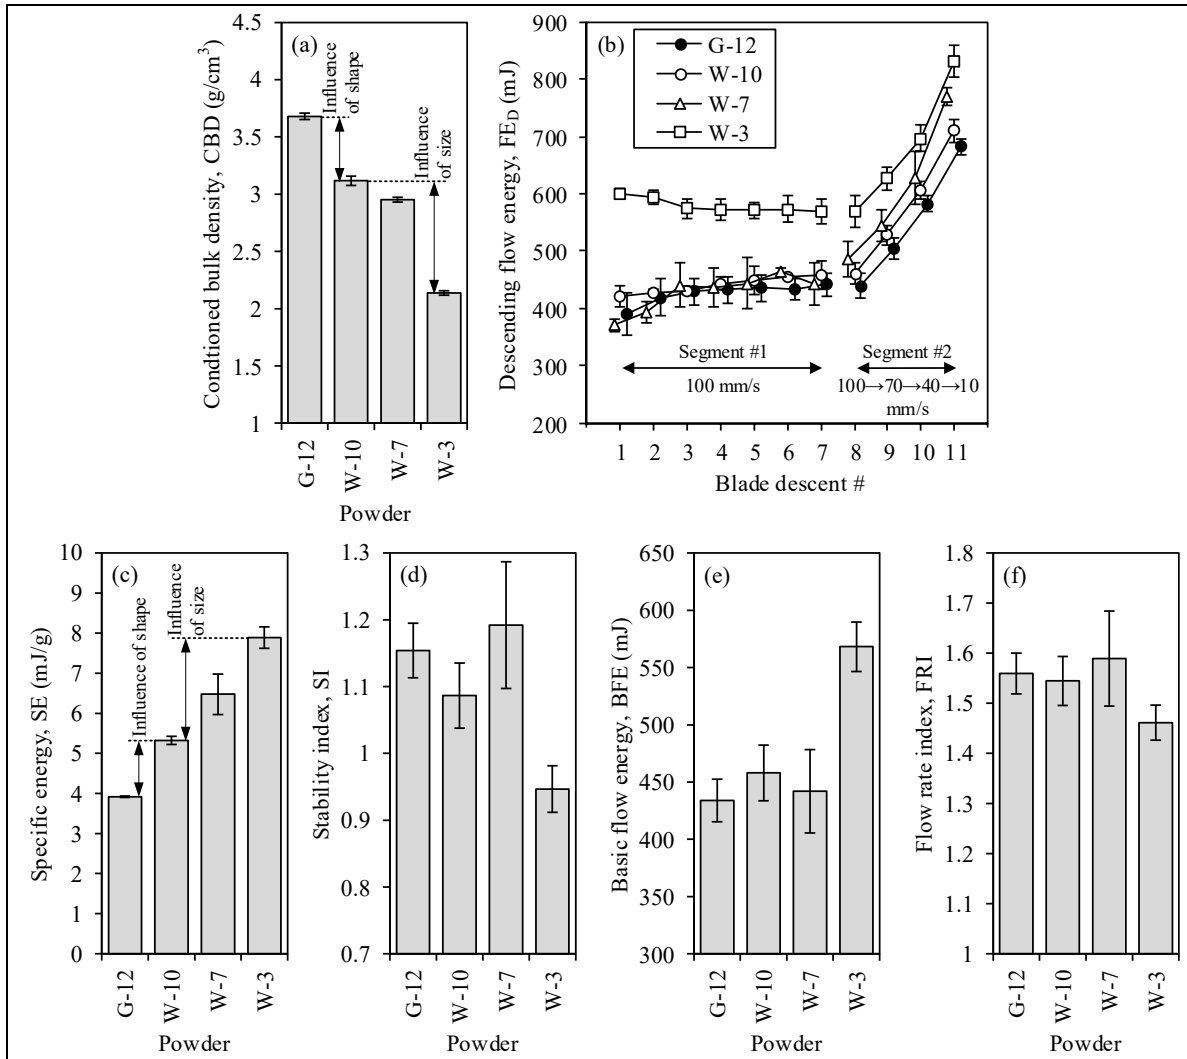 (a)
Condtioned bulk density, CBD (g/cm³)
4.5
4
3.5
3
2.5
2
1.5
1
Influence
of shape
Influence
of size
G-12
W-10
W-7
W-3
Powder
(b)
Descending flow energy, FE_D (mJ)
900
800
700
600
500
400
300
200
G-12
W-10
W-7
W-3
Segment #1
100 mm/s
Segment #2
100→70→40→10
mm/s
1 2 3 4 5 6 7 8 9 10 11
Blade descent #
(c)
Specific energy, SE (mJ/g)
10
9
8
7
6
5
4
3
2
1
0
Influence of shape
Influence
of size
G-12
W-10
W-7
W-3
Powder
(d)
Stability index, SI
1.3
1.2
1.1
1
0.9
0.8
0.7
G-12
W-10
W-7
W-3
Powder
(e)
Basic flow energy, BFE (mJ)
650
600
550
500
450
400
350
300
G-12
W-10
W-7
W-3
Powder
(f)
Flow rate index, FRI
1.8
1.7
1.6
1.5
1.4
1.3
1.2
1.1
1
G-12
W-10
W-7
W-3
Powder